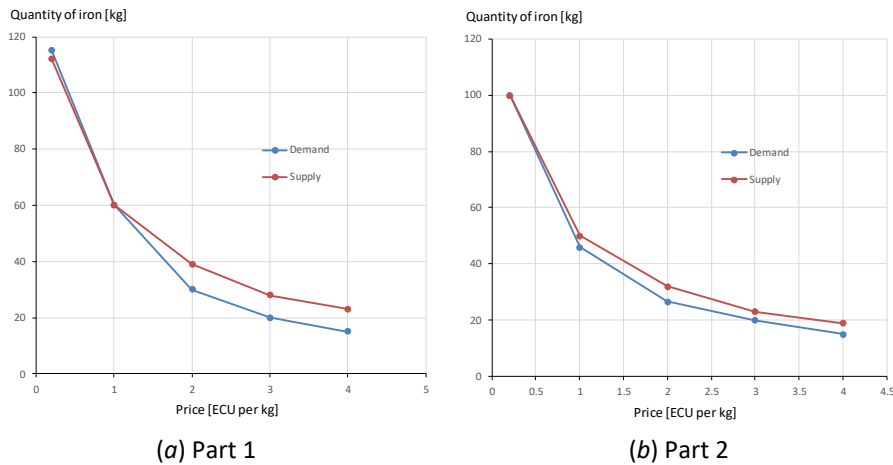 Quantity of iron [kg]
120
100
80
60
40
20
0
0 1 2 3 4 5
Demand
Supply
Price [ECU per kg]
(a) Part 1
Quantity of iron [kg]
120
100
80
60
40
20
0
0 0.5 1 1.5 2 2.5 3 3.5 4 4.5
Demand
Supply
Price [ECU per kg]
(b) Part 2